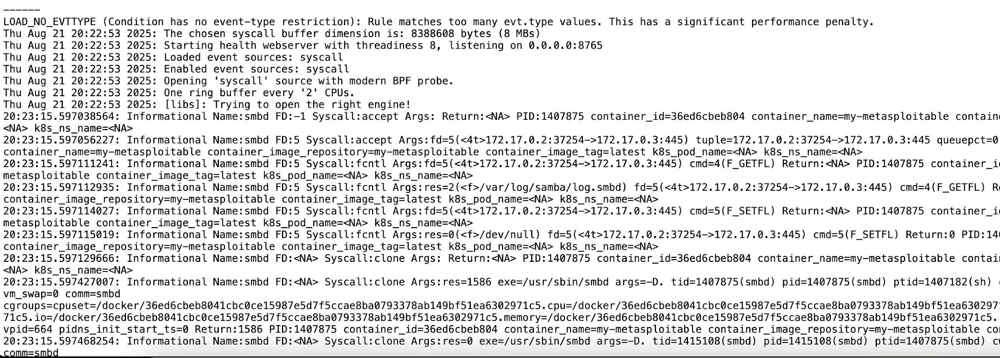 ------
LOAD_NO_EVTTYPE (Condition has no event-type restriction): Rule matches too many evt.type values. This has a significant performance penalty.
Thu Aug 21 20:22:53 2025: The chosen syscall buffer dimension is: 8388608 bytes (8 MBs)
Thu Aug 21 20:22:53 2025: Starting health webserver with threadiness 8, listening on 0.0.0.0:8765
Thu Aug 21 20:22:53 2025: Loaded event sources: syscall
Thu Aug 21 20:22:53 2025: Enabled event sources: syscall
Thu Aug 21 20:22:53 2025: Opening 'syscall' source with modern BPF probe.
Thu Aug 21 20:22:53 2025: One ring buffer every '2' CPUs.
Thu Aug 21 20:22:53 2025: [libs]: Trying to open the right engine!
20:23:15.597038564: Informational Name:smbd FD:-1 Syscall:accept Args: Return:<NA> PID:1407875 container_id=36ed6cbeb804 container_name=my-metasploitable contain
<NA> k8s_ns_name=<NA>
20:23:15.597056227: Informational Name:smbd FD:5 Syscall:accept Args:fd=5(<4t>172.17.0.2:37254->172.17.0.3:445) tuple=172.17.0.2:37254->172.17.0.3:445 queuepct=0
container_name=my-metasploitable container_image_repository=my-metasploitable container_image_tag=latest k8s_pod_name=<NA> k8s_ns_name=<NA>
20:23:15.597111241: Informational Name:smbd FD:5 Syscall:fcntl Args:fd=5(<4t>172.17.0.2:37254->172.17.0.3:445) cmd=4(F_GETFL) Return:<NA> PID:1407875 container_i
metasploitable container_image_tag=latest k8s_pod_name=<NA> k8s_ns_name=<NA>
20:23:15.597112935: Informational Name:smbd FD:5 Syscall:fcntl Args:res=2(<f>/var/log/samba/log.smbd) fd=5(<4t>172.17.0.2:37254->172.17.0.3:445) cmd=4(F_GETFL) R
container_image_repository=my-metasploitable container_image_tag=latest k8s_pod_name=<NA> k8s_ns_name=<NA>
20:23:15.597114027: Informational Name:smbd FD:5 Syscall:fcntl Args:fd=5(<4t>172.17.0.2:37254->172.17.0.3:445) cmd=5(F_SETFL) Return:<NA> PID:1407875 container_i
metasploitable container_image_tag=latest k8s_pod_name=<NA> k8s_ns_name=<NA>
20:23:15.597115019: Informational Name:smbd FD:5 Syscall:fcntl Args:res=0(<f>/dev/null) fd=5(<4t>172.17.0.2:37254->172.17.0.3:445) cmd=5(F_SETFL) Return:0 PID:14
container_image_repository=my-metasploitable container_image_tag=latest k8s_pod_name=<NA> k8s_ns_name=<NA>
20:23:15.597129666: Informational Name:smbd FD:<NA> Syscall:clone Args: Return:<NA> PID:1407875 container_id=36ed6cbeb804 container_name=my-metasploitable contai
<NA> k8s_ns_name=<NA>
20:23:15.597427007: Informational Name:smbd FD:<NA> Syscall:clone Args:res=1586 exe=/usr/sbin/smbd args=-D. tid=1407875(smbd) pid=1407875(smbd) ptid=1407182(sh)
vm_swap=0 comm=smbd
cgroups=cpuset=/docker/36ed6cbeb8041cbc0ce15987e5d7f5ccae8ba0793378ab149bf51ea6302971c5.cpu=/docker/36ed6cbeb8041cbc0ce15987e5d7f5ccae8ba0793378ab149bf51ea630297
71c5.io=/docker/36ed6cbeb8041cbc0ce15987e5d7f5ccae8ba0793378ab149bf51ea6302971c5.memory=/docker/36ed6cbeb8041cbc0ce15987e5d7f5ccae8ba0793378ab149bf51ea6302971c5.
vpid=664 pidns_init_start_ts=0 Return:1586 PID:1407875 container_id=36ed6cbeb804 container_name=my-metasploitable container_image_repository=my-metasploitable co
20:23:15.597468254: Informational Name:smbd FD:<NA> Syscall:clone Args:res=0 exe=/usr/sbin/smbd args=-D. tid=1415108(smbd) pid=1415108(smbd) ptid=1407875(smbd) c
comm=smbd